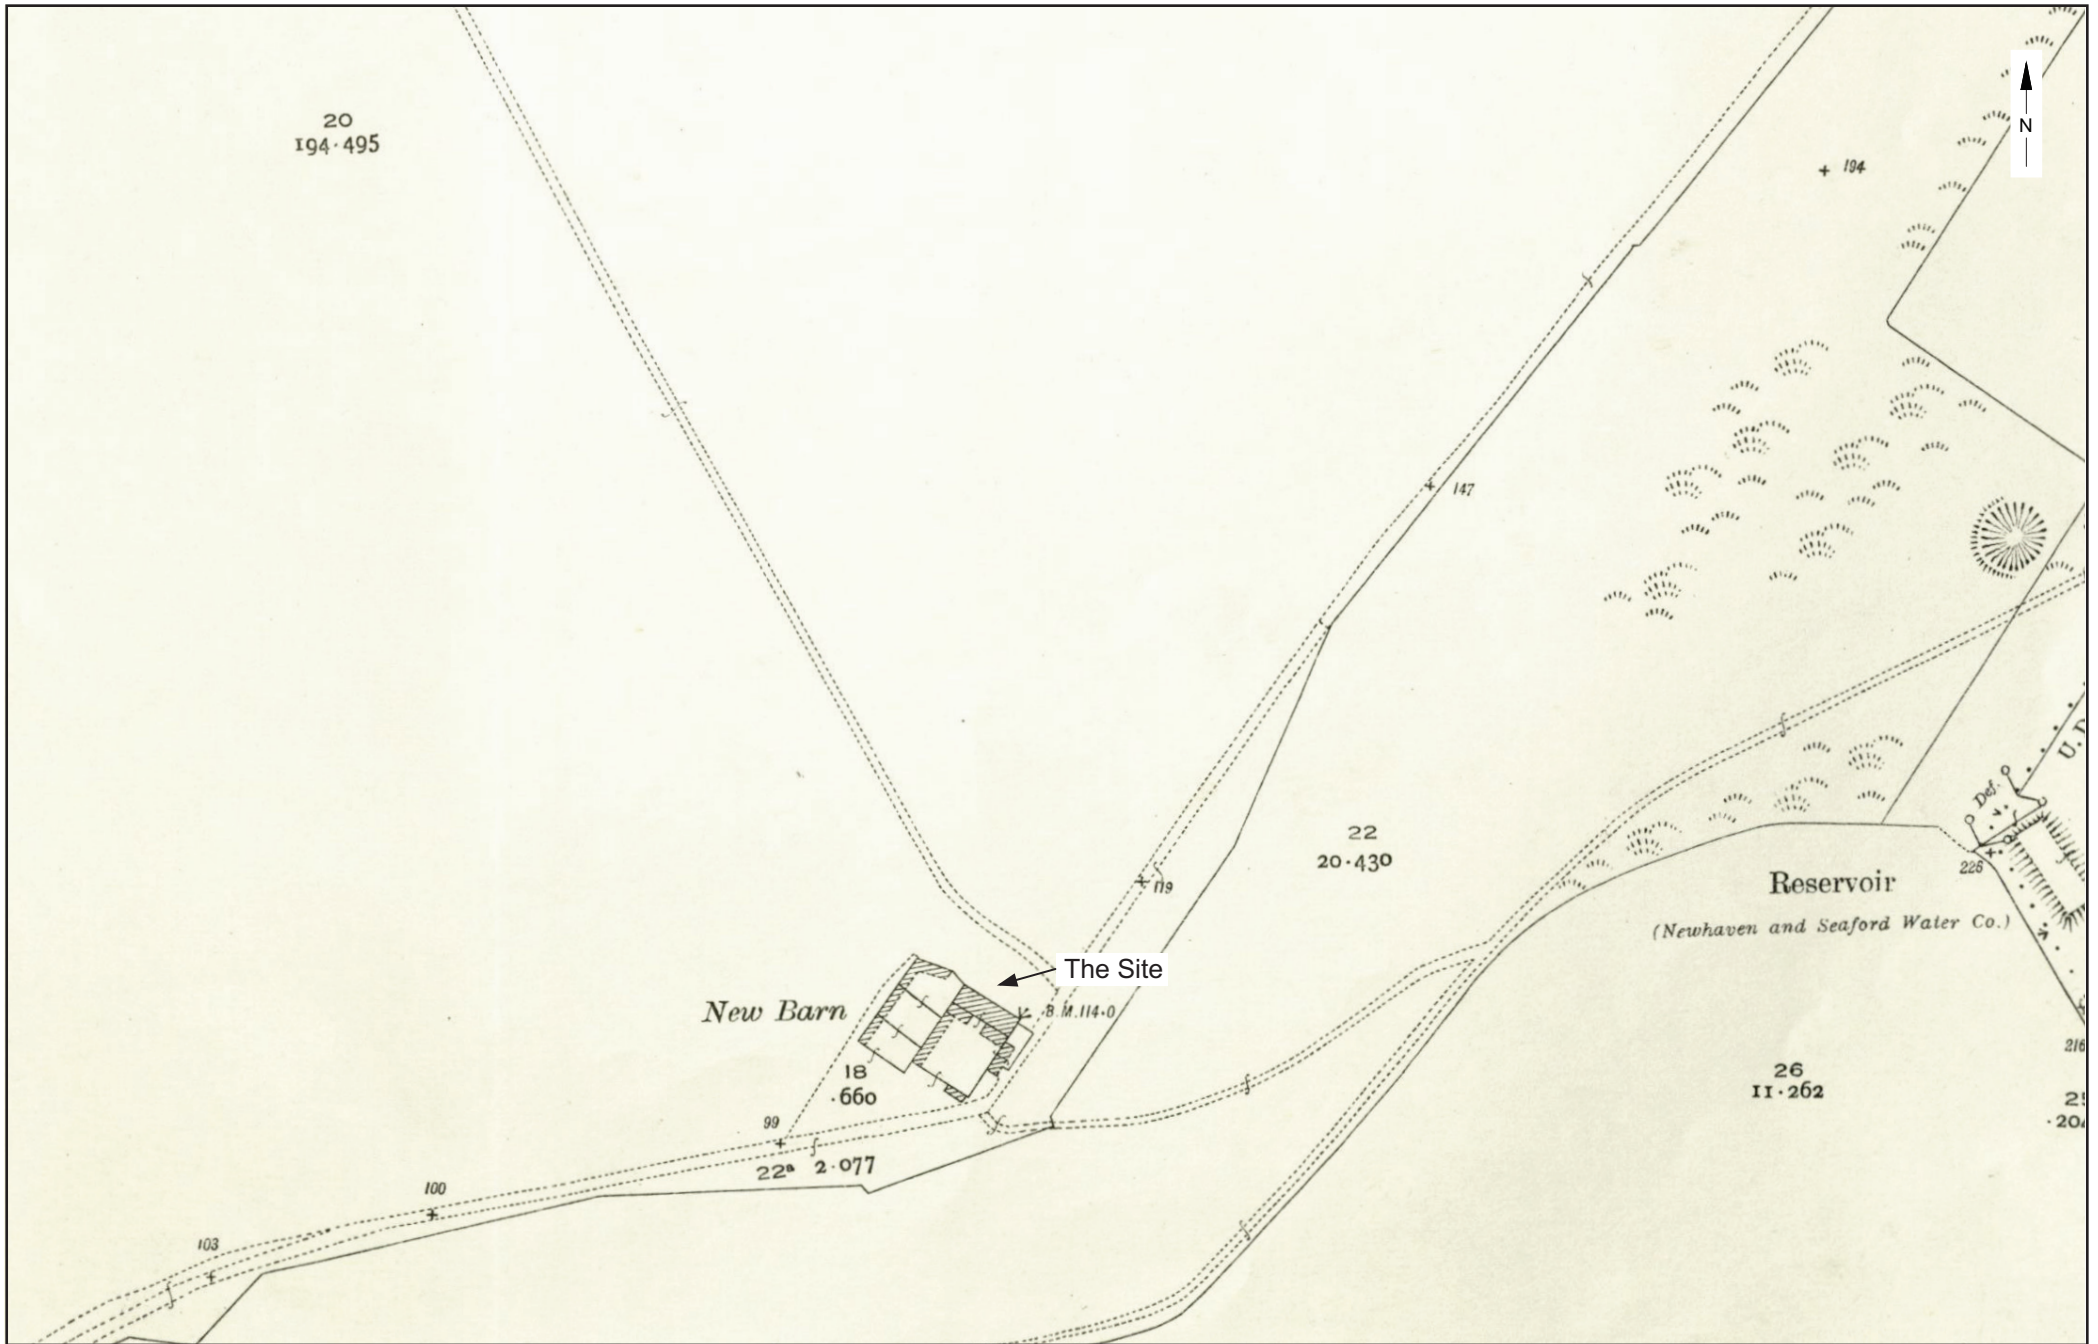 20
194·495
N
+ 194
147
22
20·430
119
U.D
Def.
226
Reservoir
(Newhaven and Seaford Water Co.)
The Site
New Barn
B.M.114·0
216
18
·660
26
11·262
99
22a 2·077
100
103